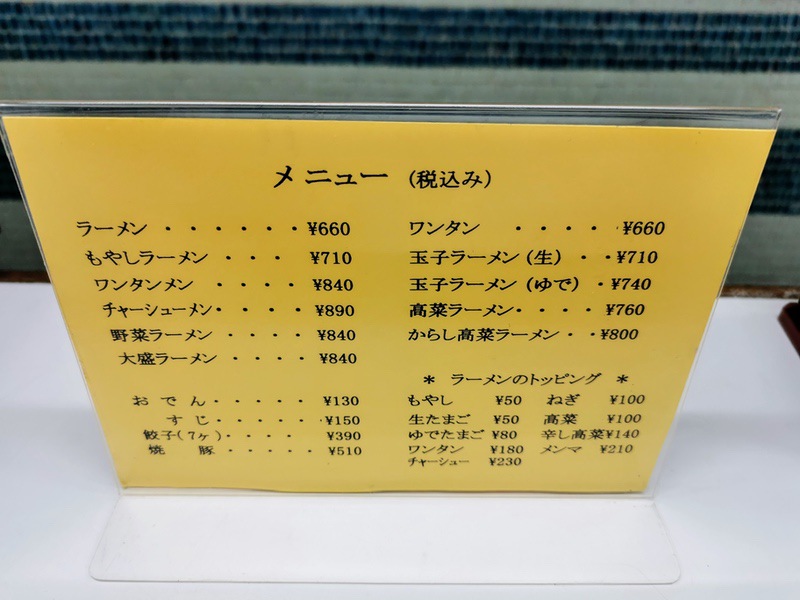 メニュー (税込み)
ラーメン ・・・・・・¥660
もやしラーメン ・・・ ¥710
ワンタンメン ・・・・ ¥840
チャーシューメン・・・・ ¥890
野菜ラーメン ・・・・ ¥840
大盛ラーメン ・・・・ ¥840
おでん・・・・・ ¥130
すじ・・・・・・¥150
餃子(7ヶ)・・・・ ¥390
焼 豚 ・・・・・ ¥510
ワンタン ・・・・ ¥660
玉子ラーメン(生) ・・¥710
玉子ラーメン(ゆで) ・¥740
高菜ラーメン・・・・ ¥760
からし高菜ラーメン・・¥800
* ラーメンのトッピング *
もやし ¥50 ねぎ ¥100
生たまご ¥50 高菜 ¥100
ゆでたまご ¥80 辛し高菜¥140
ワンタン ¥180 メンマ ¥210
チャーシュー ¥230